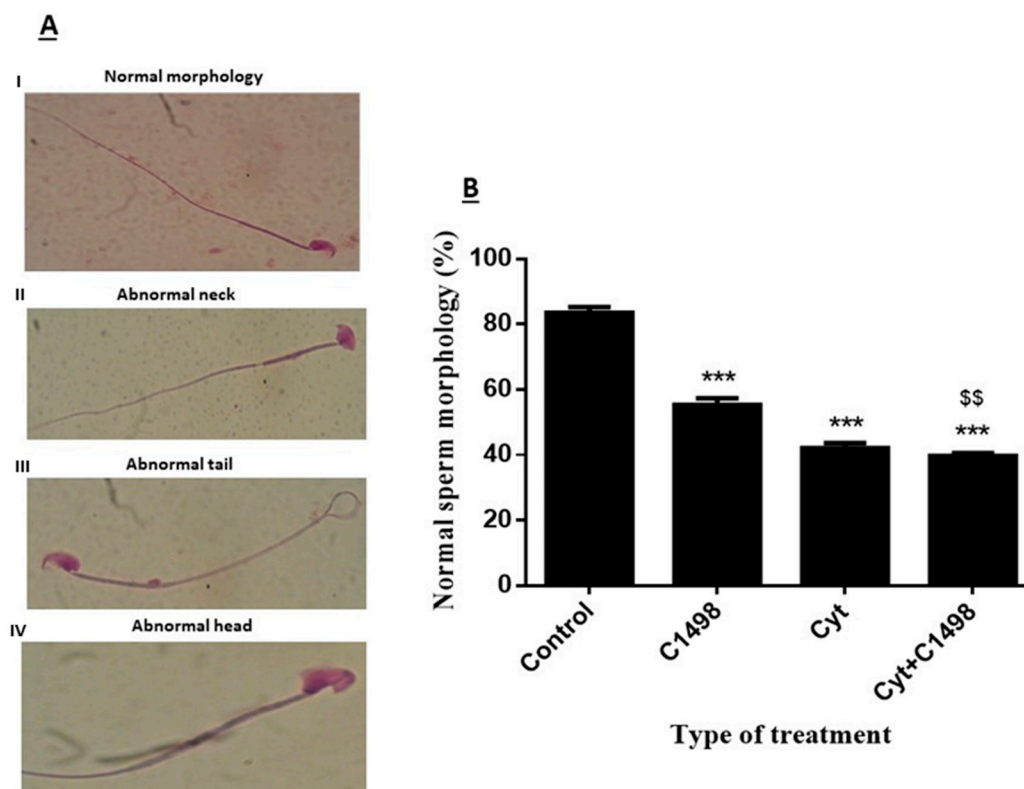 A
I
Normal morphology
II
Abnormal neck
III
Abnormal tail
IV
Abnormal head
B
Normal sperm morphology (%)
100
80
60
40
20
0
***
***
$$
***
Control
C1498
Cyt
Cyt+C1498
Type of treatment